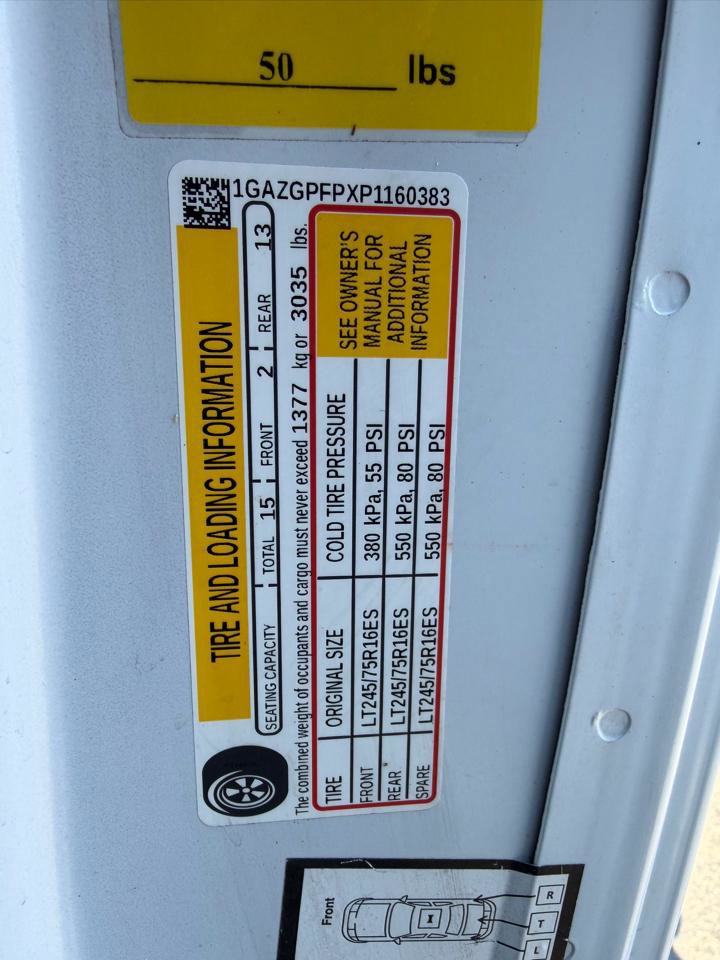 50 lbs
1GAZGPFPXP1160383
TIRE AND LOADING INFORMATION
SEATING CAPACITY TOTAL 15 FRONT 2 REAR 13
The combined weight of occupants and cargo must never exceed 1377 kg or 3035 lbs.
TIRE ORIGINAL SIZE COLD TIRE PRESSURE
FRONT LT245/75R16ES 380 kPa, 55 PSI
REAR LT245/75R16ES 550 kPa, 80 PSI
SPARE LT245/75R16ES 550 kPa, 80 PSI
SEE OWNER'S
MANUAL FOR
ADDITIONAL
INFORMATION
Front
R
T
L